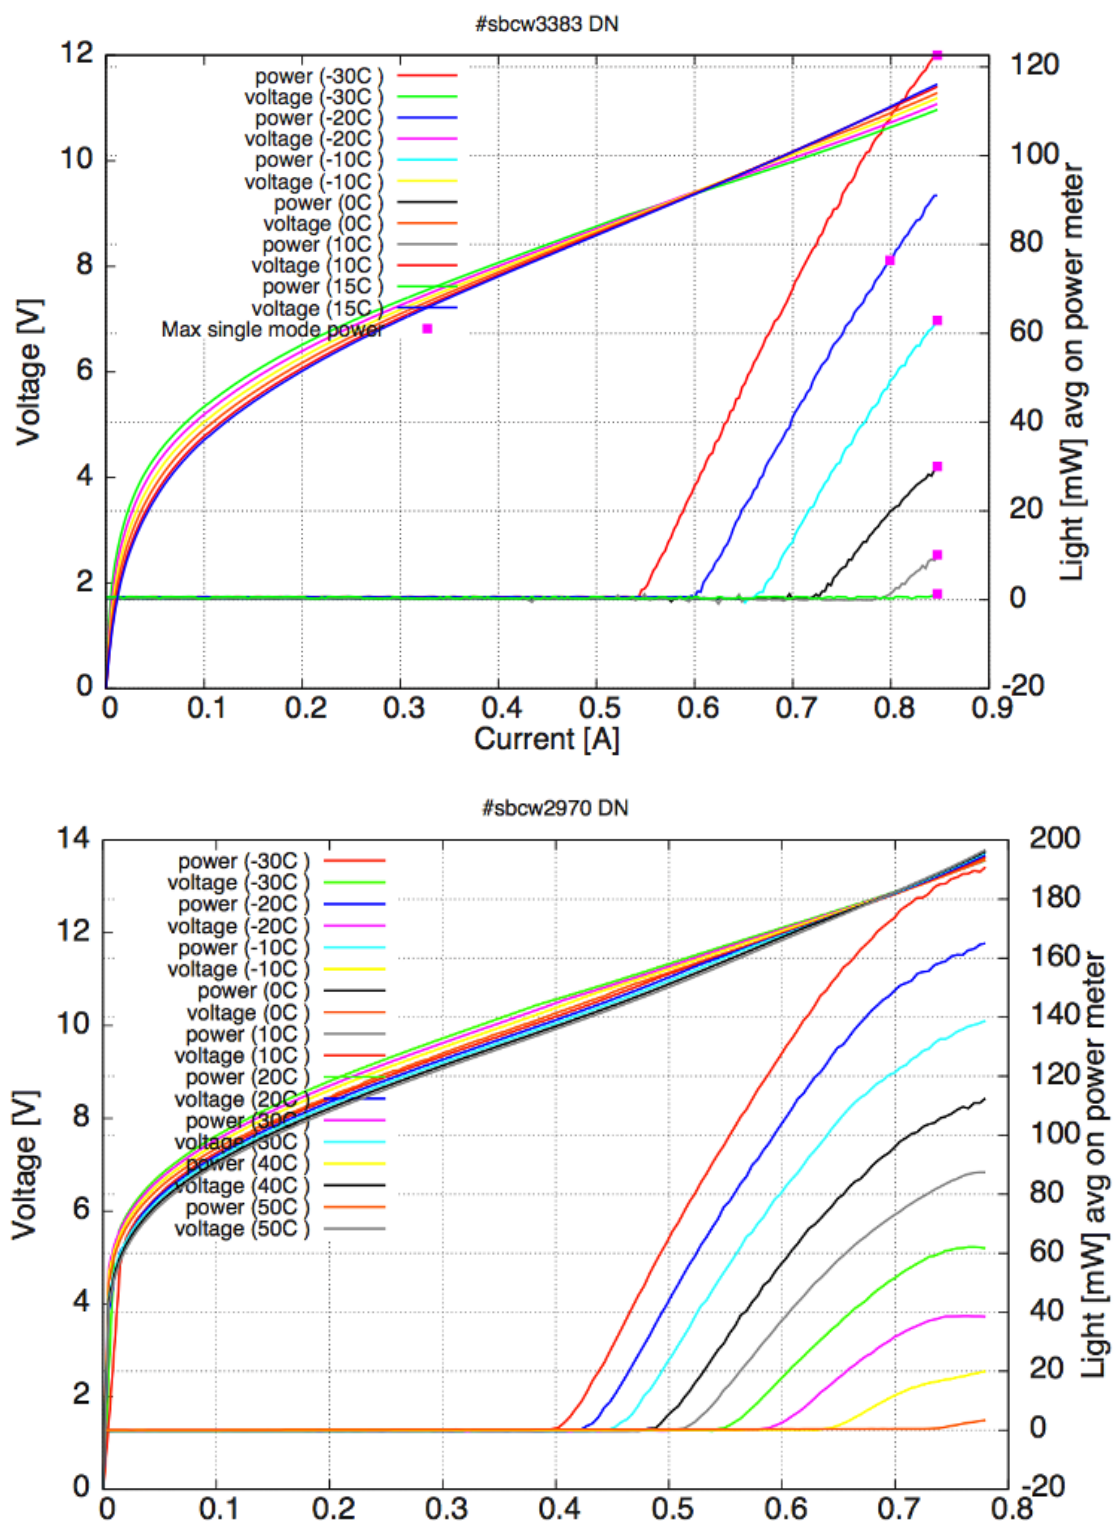 #sbcw3383 DN
12
10
8
6
4
2
0
Voltage [V]
power (-30C )
voltage (-30C )
power (-20C )
voltage (-20C )
power (-10C )
voltage (-10C )
power (0C )
voltage (0C )
power (10C )
voltage (10C )
power (15C )
voltage (15C )
Max single mode power
120
100
80
60
40
20
0
-20
Light [mW] avg on power meter
0 0.1 0.2 0.3 0.4 0.5 0.6 0.7 0.8 0.9
Current [A]
#sbcw2970 DN
14
12
10
8
6
4
2
0
Voltage [V]
power (-30C )
voltage (-30C )
power (-20C )
voltage (-20C )
power (-10C )
voltage (-10C )
power (0C )
voltage (0C )
power (10C )
voltage (10C )
power (20C )
voltage (20C )
power (30C )
voltage (30C )
power (40C )
voltage (40C )
power (50C )
voltage (50C )
200
180
160
140
120
100
80
60
40
20
0
-20
Light [mW] avg on power meter
0 0.1 0.2 0.3 0.4 0.5 0.6 0.7 0.8